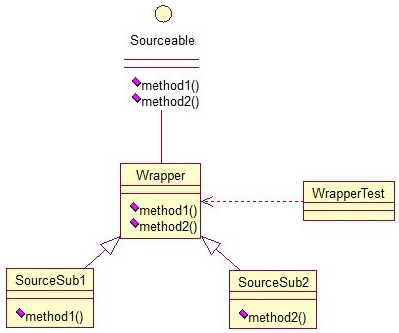 Sourceable
method1()
method2()
Wrapper
method1()
method2()
WrapperTest
SourceSub1
method1()
SourceSub2
method2()